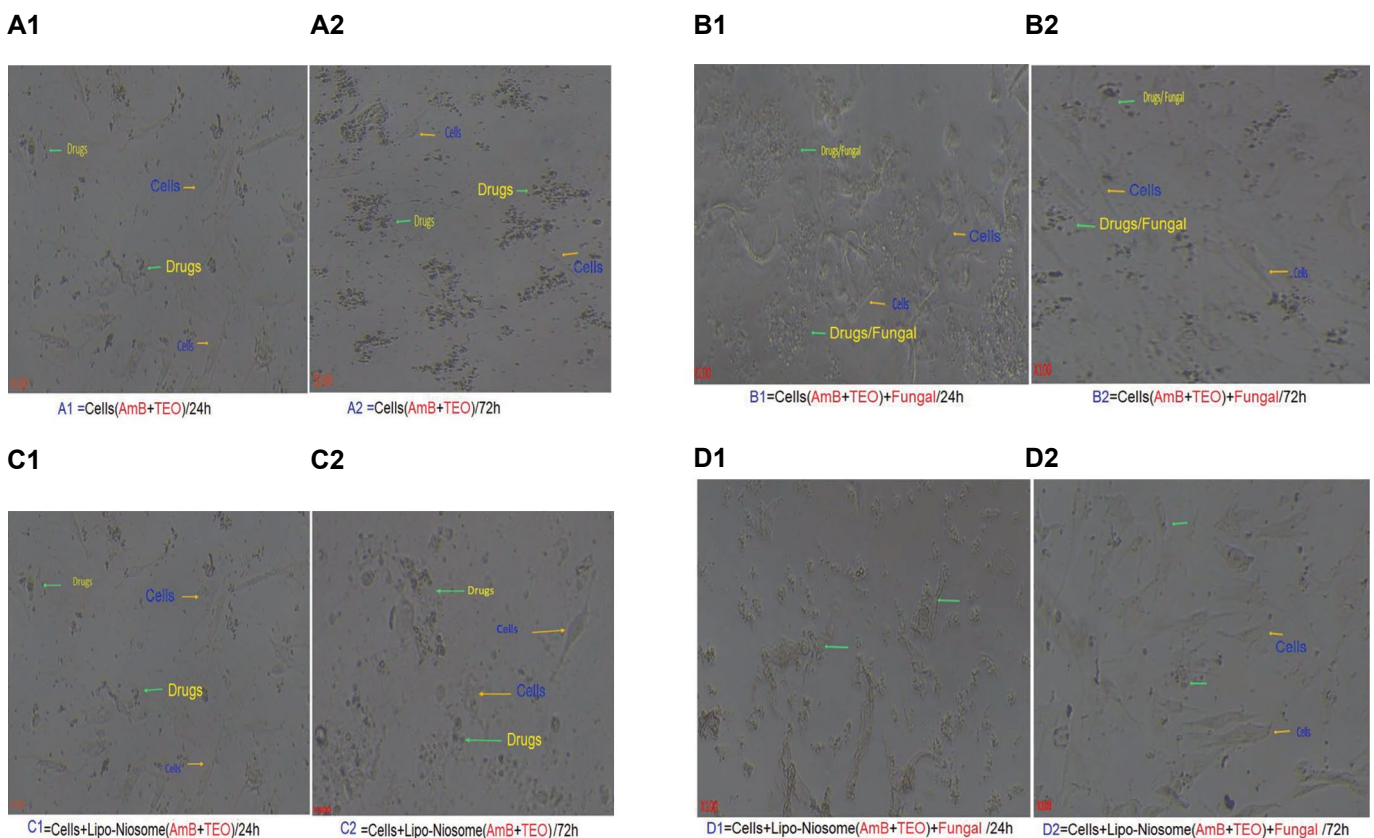 A1
A2
B1
B2
Drugs
Cells
Drugs
Cells
Cells
Drugs
Drugs
Cells
Drugs/Fungal
Cells
Cells
Drugs/Fungal
X100
Drugs/ Fungal
Cells
Drugs/Fungal
Cells
X100
A1 =Cells(AmB+TEO)/24h
A2 =Cells(AmB+TEO)/72h
B1=Cells(AmB+TEO)+Fungal/24h
B2=Cells(AmB+TEO)+Fungal/72h
C1
C2
D1
D2
Drugs
Cells
Drugs
Cells
Drugs
Cells
Cells
Drugs
X100
Cells
Cells
C1=Cells+Lipo-Niosome(AmB+TEO)/24h
C2 =Cells+Lipo-Niosome(AmB+TEO)/72h
D1=Cells+Lipo-Niosome(AmB+TEO)+Fungal /24h
D2=Cells+Lipo-Niosome(AmB+TEO)+Fungal /72h